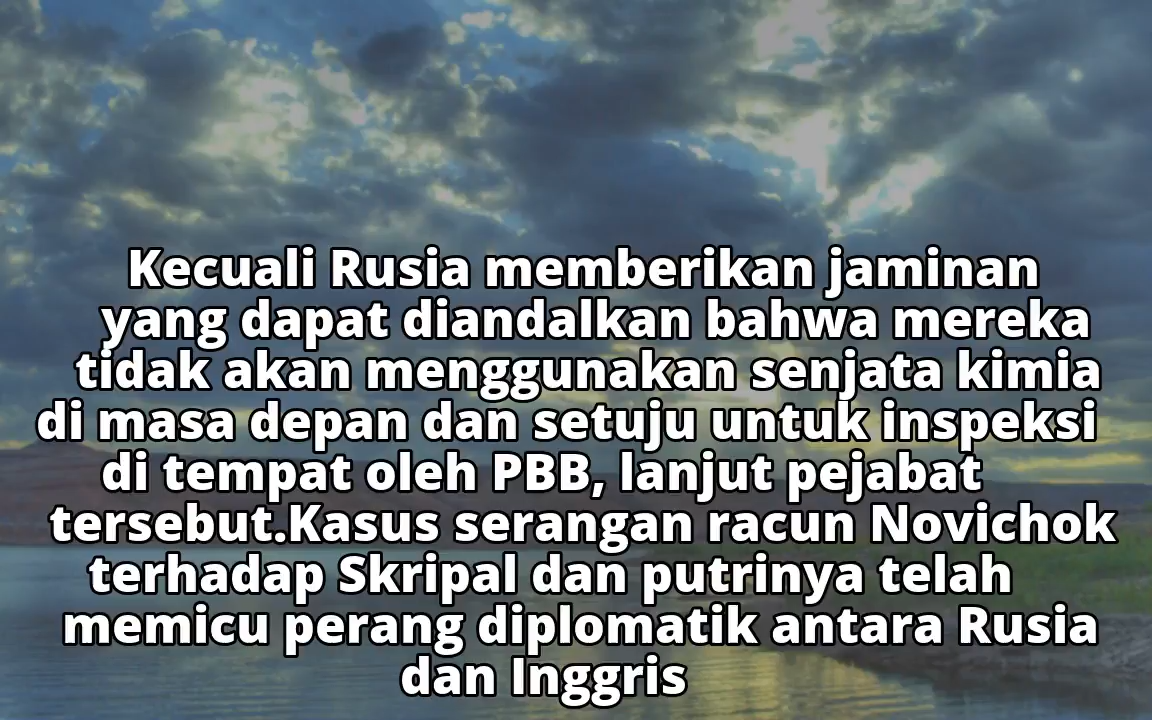 Kecuali Rusia memberikan jaminan
yang dapat diandalkan bahwa mereka
tidak akan menggunakan senjata kimia
di masa depan dan setuju untuk inspeksi
di tempat oleh PBB, lanjut pejabat
tersebut.Kasus serangan racun Novichok
terhadap Skripal dan putrinya telah
memicu perang diplomatik antara Rusia
dan Inggris